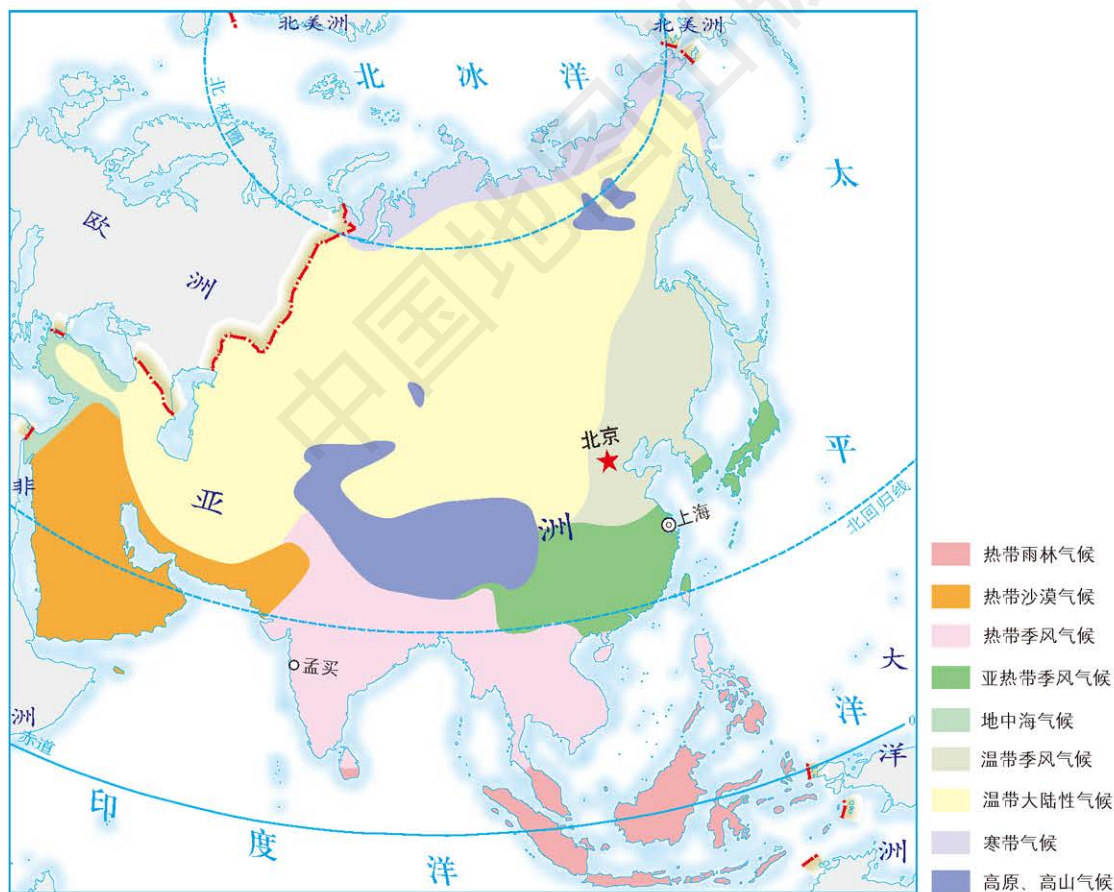 北美洲
北美洲
北冰洋
北极圈
太平洋
欧洲
亚洲
北京
上海
北回归线
非洲
孟买
大洋洲
赤道
0
印度洋
热带雨林气候
热带沙漠气候
热带季风气候
亚热带季风气候
地中海气候
温带季风气候
温带大陆性气候
寒带气候
高原、高山气候
中国地图出版